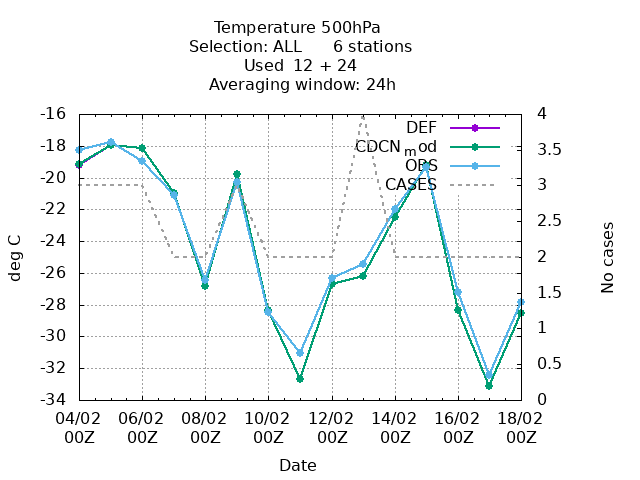 Temperature 500hPa
Selection: ALL 6 stations
Used 12 + 24
Averaging window: 24h
-16
-18
-20
-22
-24
-26
-28
-30
-32
-34
deg C
4
3.5
3
2.5
2
1.5
1
0.5
0
No cases
DEF
CDCN_mod
OBS
CASES
04/02 06/02 08/02 10/02 12/02 14/02 16/02 18/02
00Z 00Z 00Z 00Z 00Z 00Z 00Z 00Z
Date